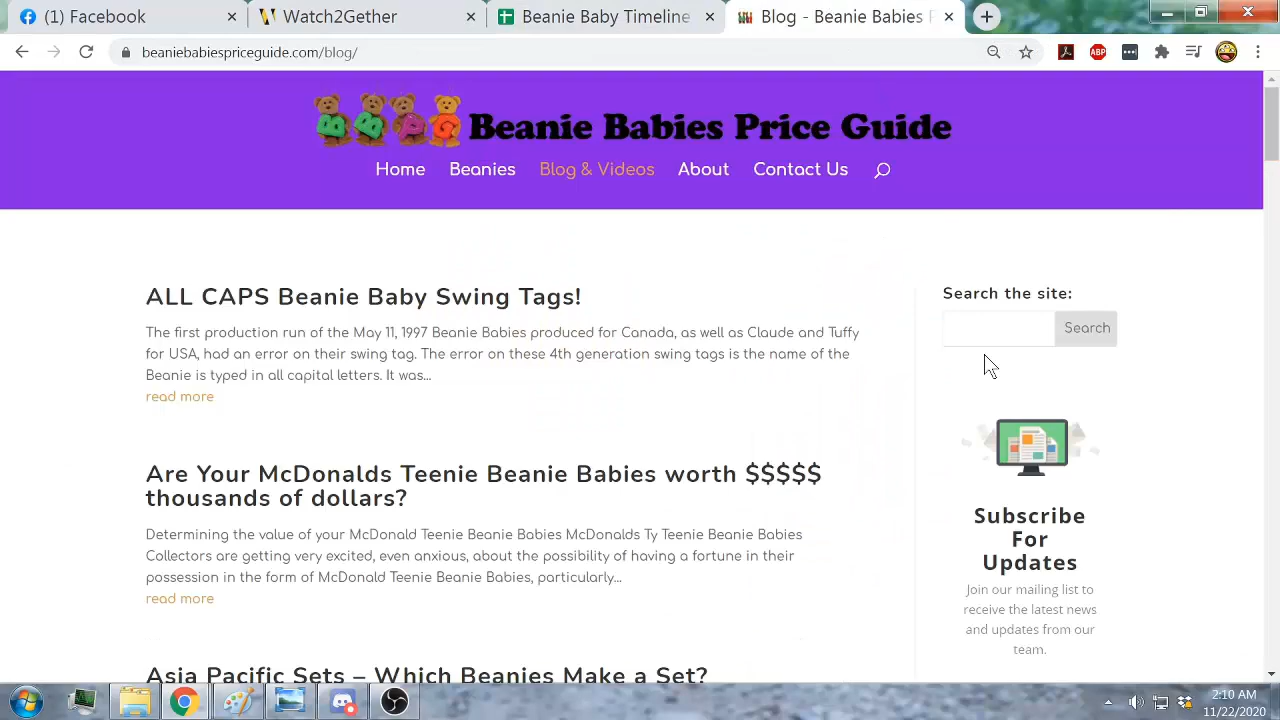 (1) Facebook
Watch2Gether
Beanie Baby Timeline
Blog - Beanie Babies
beaniebabiespriceguide.com/blog/
ABP
BBPG Beanie Babies Price Guide
Home Beanies Blog & Videos About Contact Us
ALL CAPS Beanie Baby Swing Tags!
The first production run of the May 11, 1997 Beanie Babies produced for Canada, as well as Claude and Tuffy
for USA, had an error on their swing tag. The error on these 4th generation swing tags is the name of the
Beanie is typed in all capital letters. It was...
read more
Are Your McDonalds Teenie Beanie Babies worth $$$$$
thousands of dollars?
Determining the value of your McDonald Teenie Beanie Babies McDonalds Ty Teenie Beanie Babies
Collectors are getting very excited, even anxious, about the possibility of having a fortune in their
possession in the form of McDonald Teenie Beanie Babies, particularly...
read more
Asia Pacific Sets – Which Beanies Make a Set?
Search the site:
Search
Subscribe
For
Updates
Join our mailing list to
receive the latest news
and updates from our
team.
2:10 AM
11/22/2020